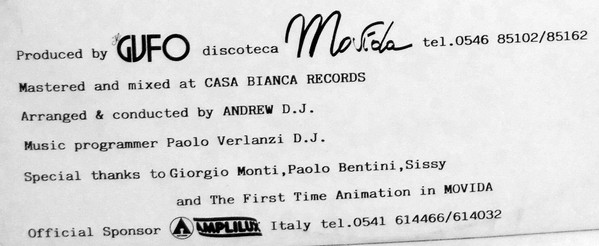 Produced by il GUFO discoteca Movida tel.0546 85102/85162
Mastered and mixed at CASA BIANCA RECORDS
Arranged & conducted by ANDREW D.J.
Music programmer Paolo Verlanzi D.J.
Special thanks to Giorgio Monti,Paolo Bentini,Sissy
and The First Time Animation in MOVIDA
Official Sponsor AMPLILUX Italy tel.0541 614466/614032